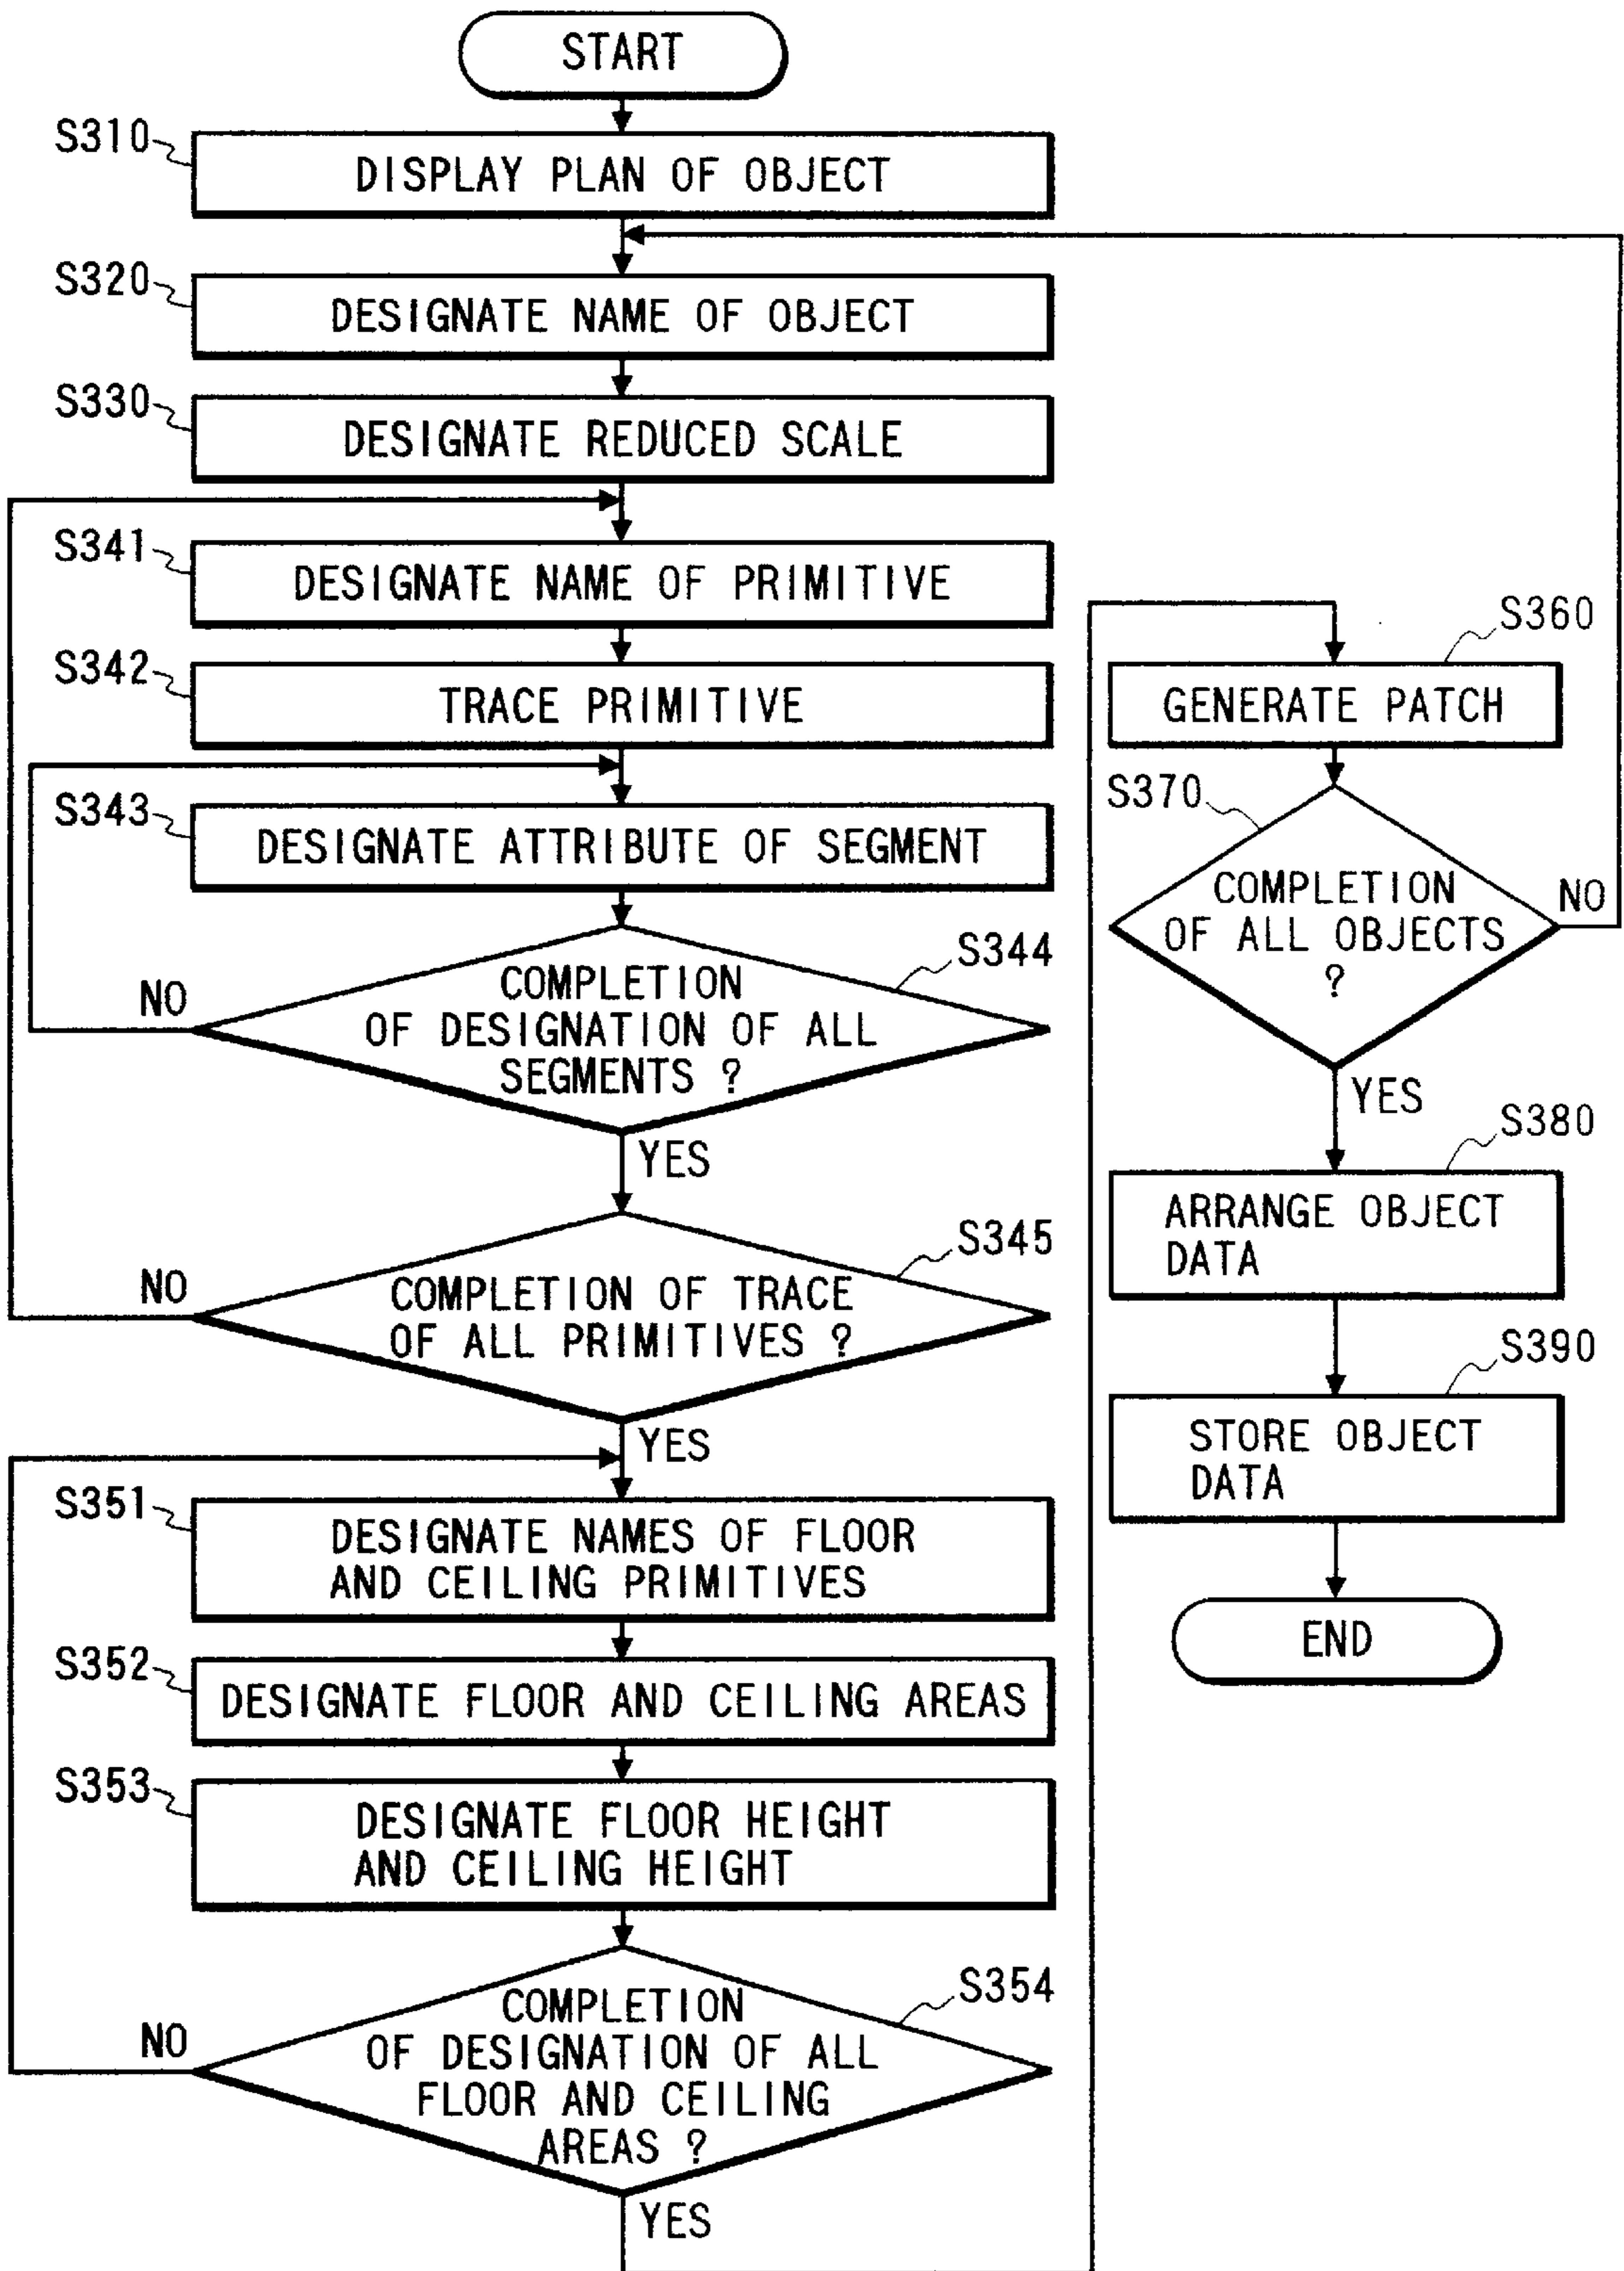 START
S310
DISPLAY PLAN OF OBJECT
S320
DESIGNATE NAME OF OBJECT
S330
DESIGNATE REDUCED SCALE
S341
DESIGNATE NAME OF PRIMITIVE
S342
TRACE PRIMITIVE
S343
DESIGNATE ATTRIBUTE OF SEGMENT
S344
COMPLETION
OF DESIGNATION OF ALL
SEGMENTS ?
NO
YES
S345
COMPLETION OF TRACE
OF ALL PRIMITIVES ?
NO
YES
S351
DESIGNATE NAMES OF FLOOR
AND CEILING PRIMITIVES
S352
DESIGNATE FLOOR AND CEILING AREAS
S353
DESIGNATE FLOOR HEIGHT
AND CEILING HEIGHT
S354
COMPLETION
OF DESIGNATION OF ALL
FLOOR AND CEILING
AREAS ?
NO
YES
S360
GENERATE PATCH
S370
COMPLETION
OF ALL OBJECTS
?
NO
YES
S380
ARRANGE OBJECT
DATA
S390
STORE OBJECT
DATA
END